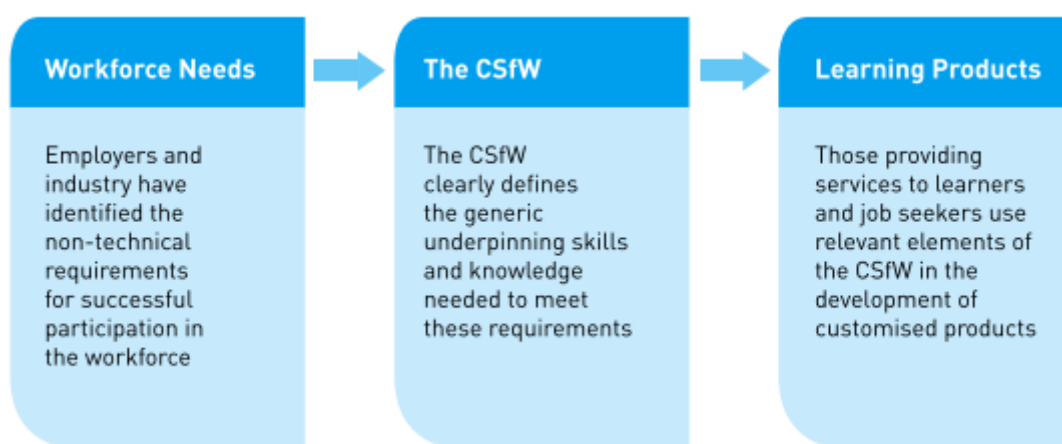 Workforce Needs
Employers and
industry have
identified the
non-technical
requirements
for successful
participation in
the workforce
The CSfW
The CSfW
clearly defines
the generic
underpinning skills
and knowledge
needed to meet
these requirements
Learning Products
Those providing
services to learners
and job seekers use
relevant elements of
the CSfW in the
development of
customised products